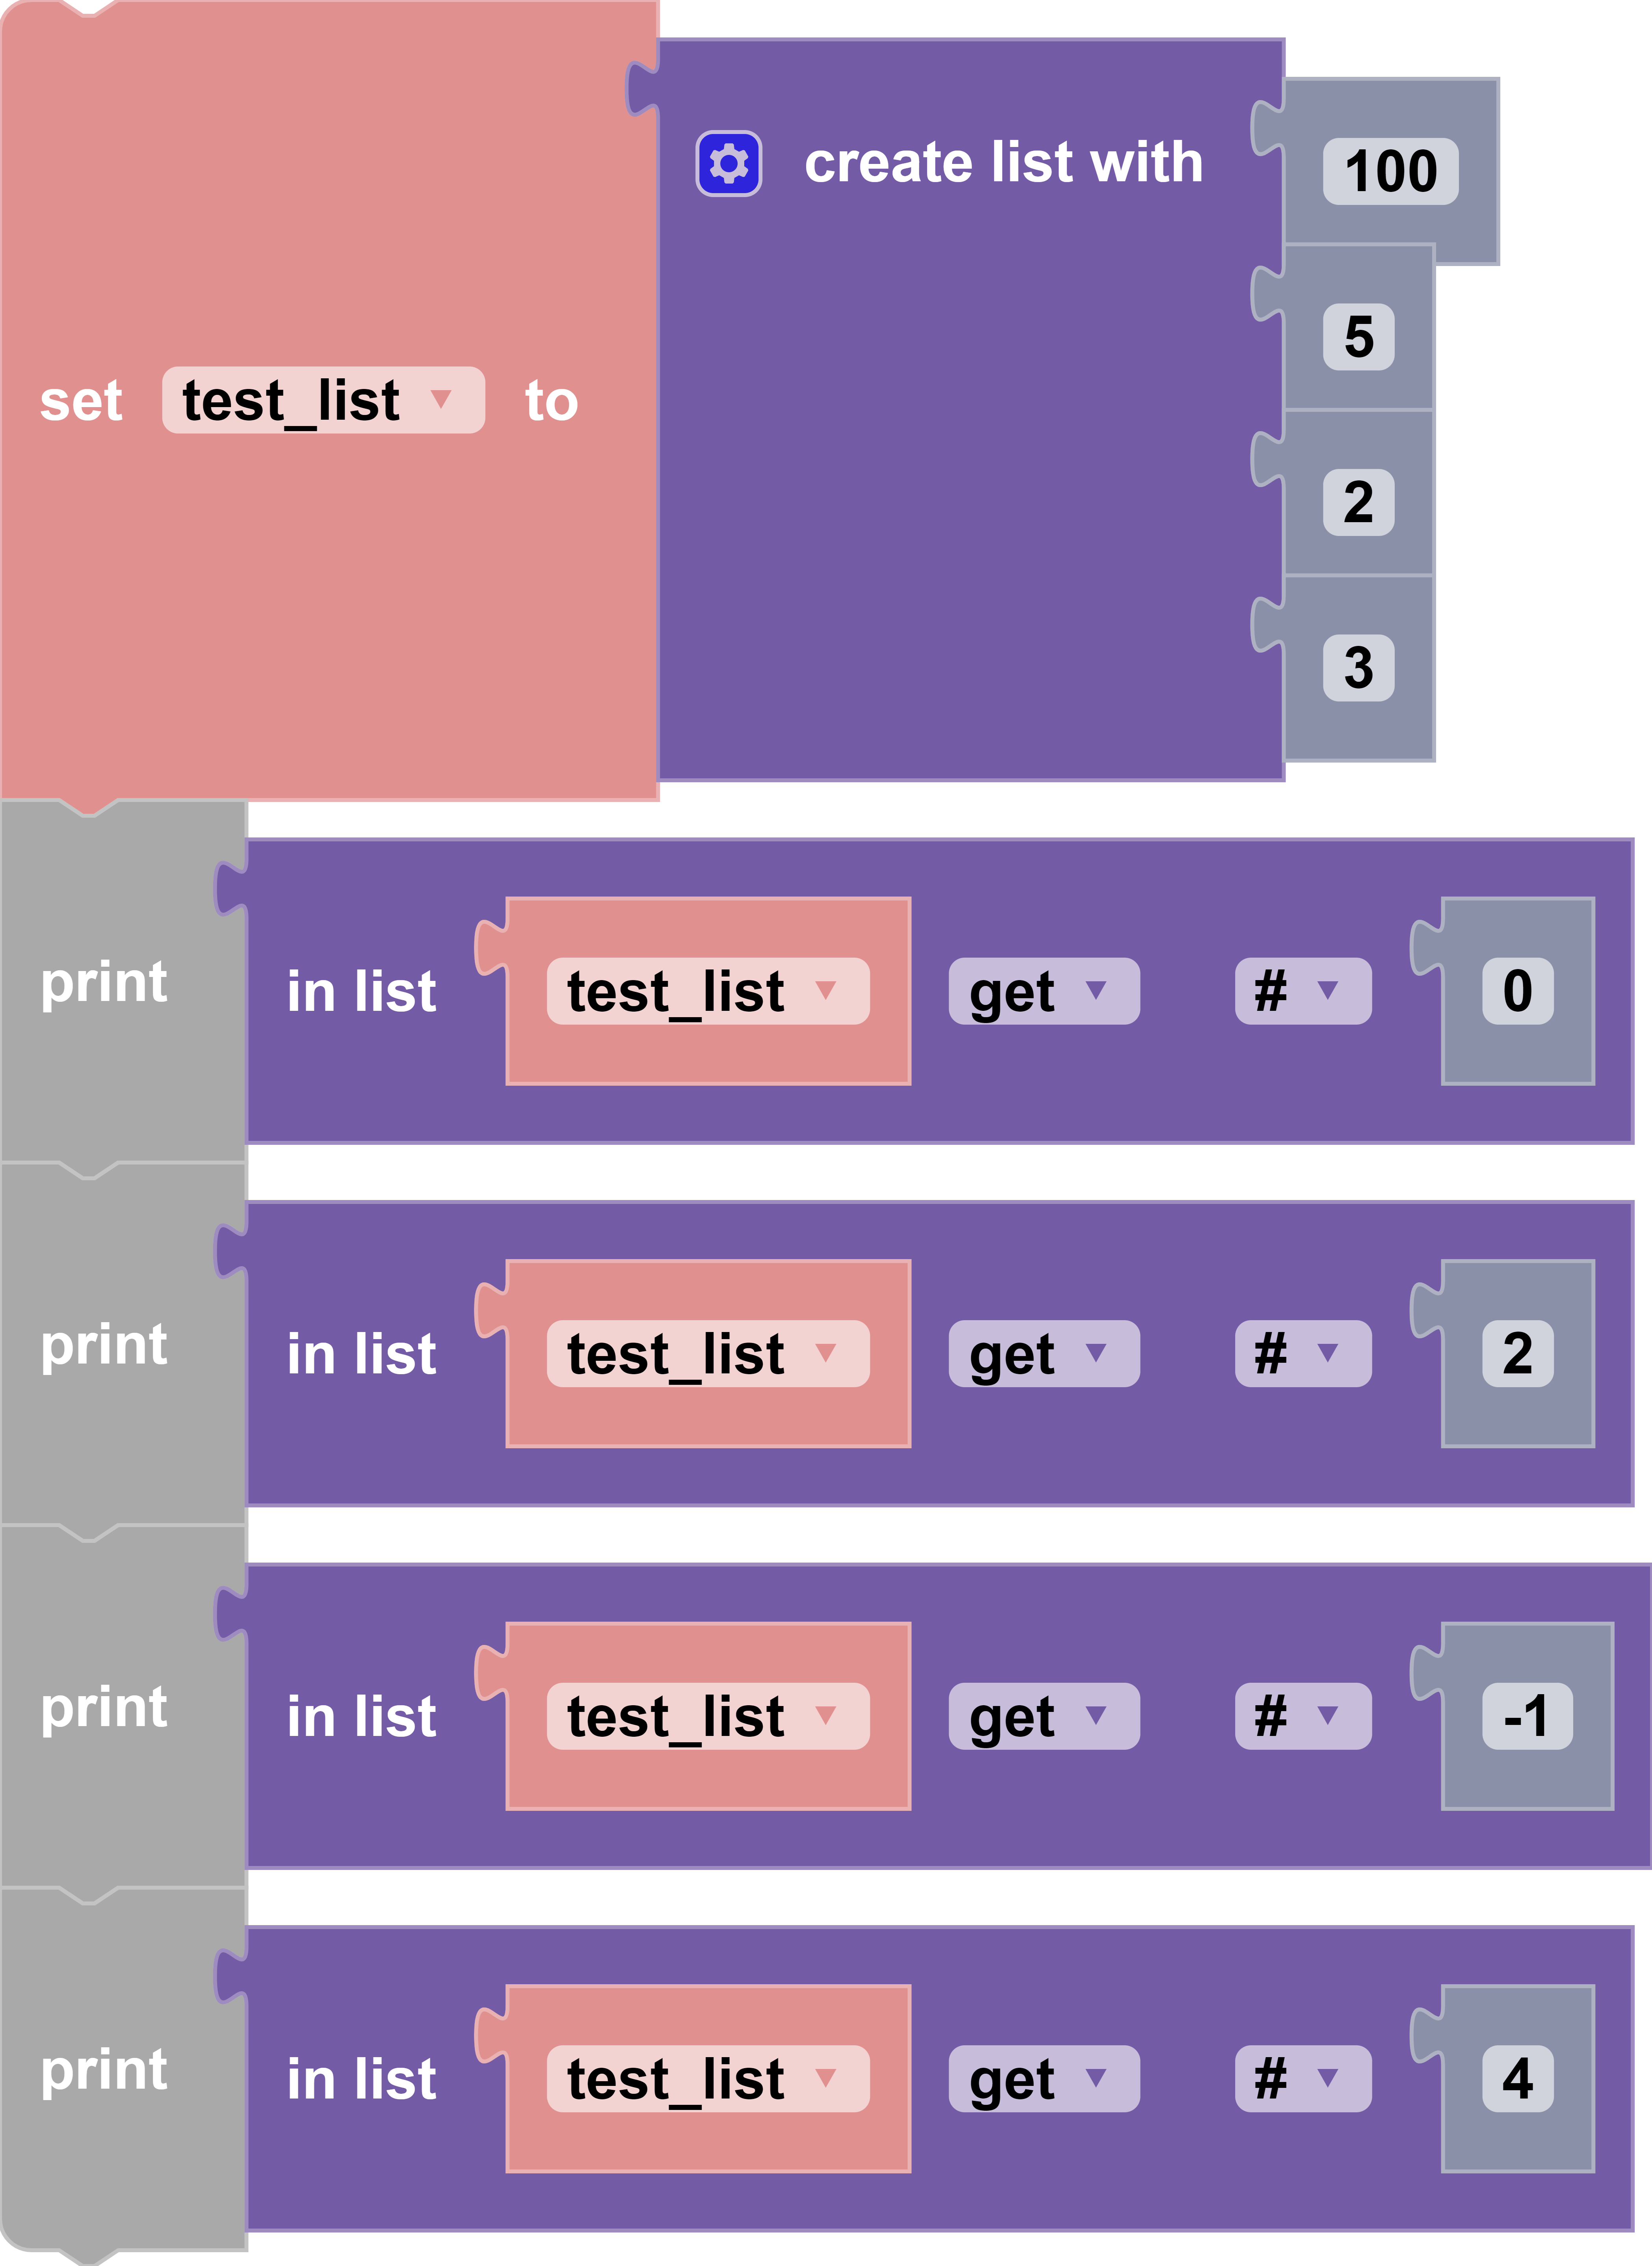 create list with 100
5
set test_list to
2
3
print in list test_list get # 0
print in list test_list get # 2
print in list test_list get # -1
print in list test_list get # 4